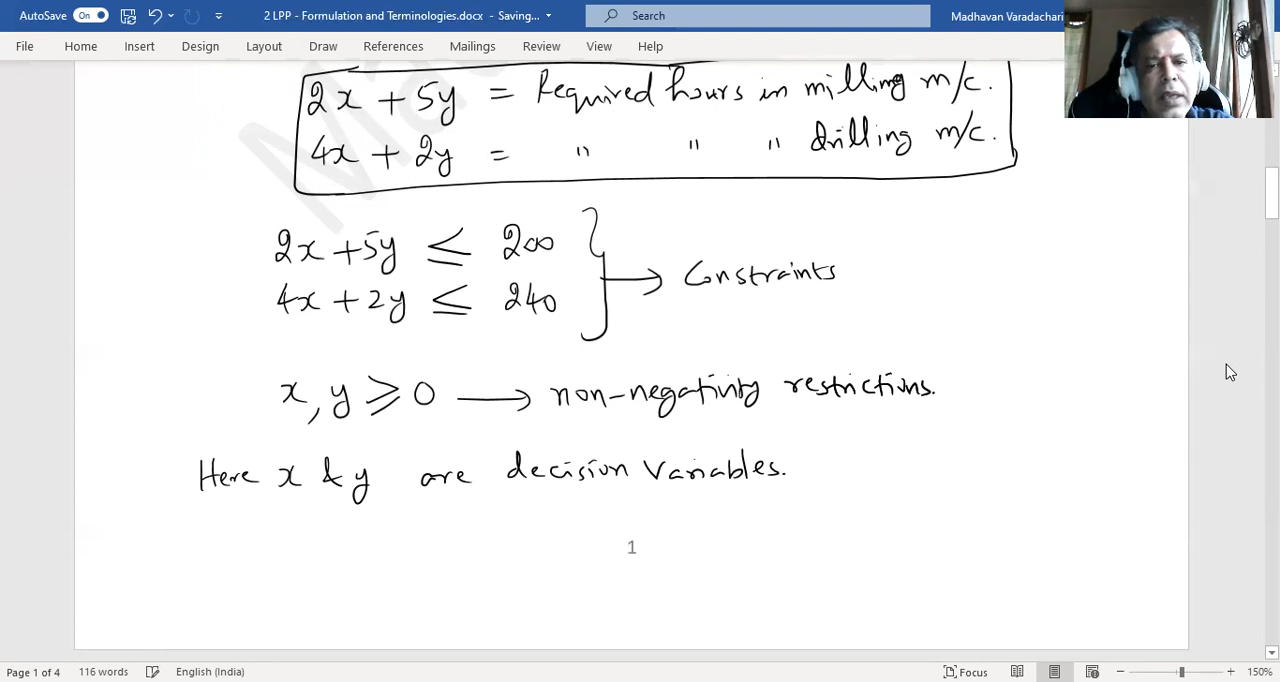 AutoSave On 2 LPP - Formulation and Terminologies.docx - Saving... Search Madhavan Varadachari
File Home Insert Design Layout Draw References Mailings Review View Help
2x + 5y = Required hours in milling m/c.
4x + 2y = " " " drilling m/c.
2x + 5y ≤ 200
4x + 2y ≤ 240
→ Constraints
x, y ≥ 0 → non-negativity restrictions.
Here x & y are decision variables.
1
Page 1 of 4 116 words English (India) Focus 150%